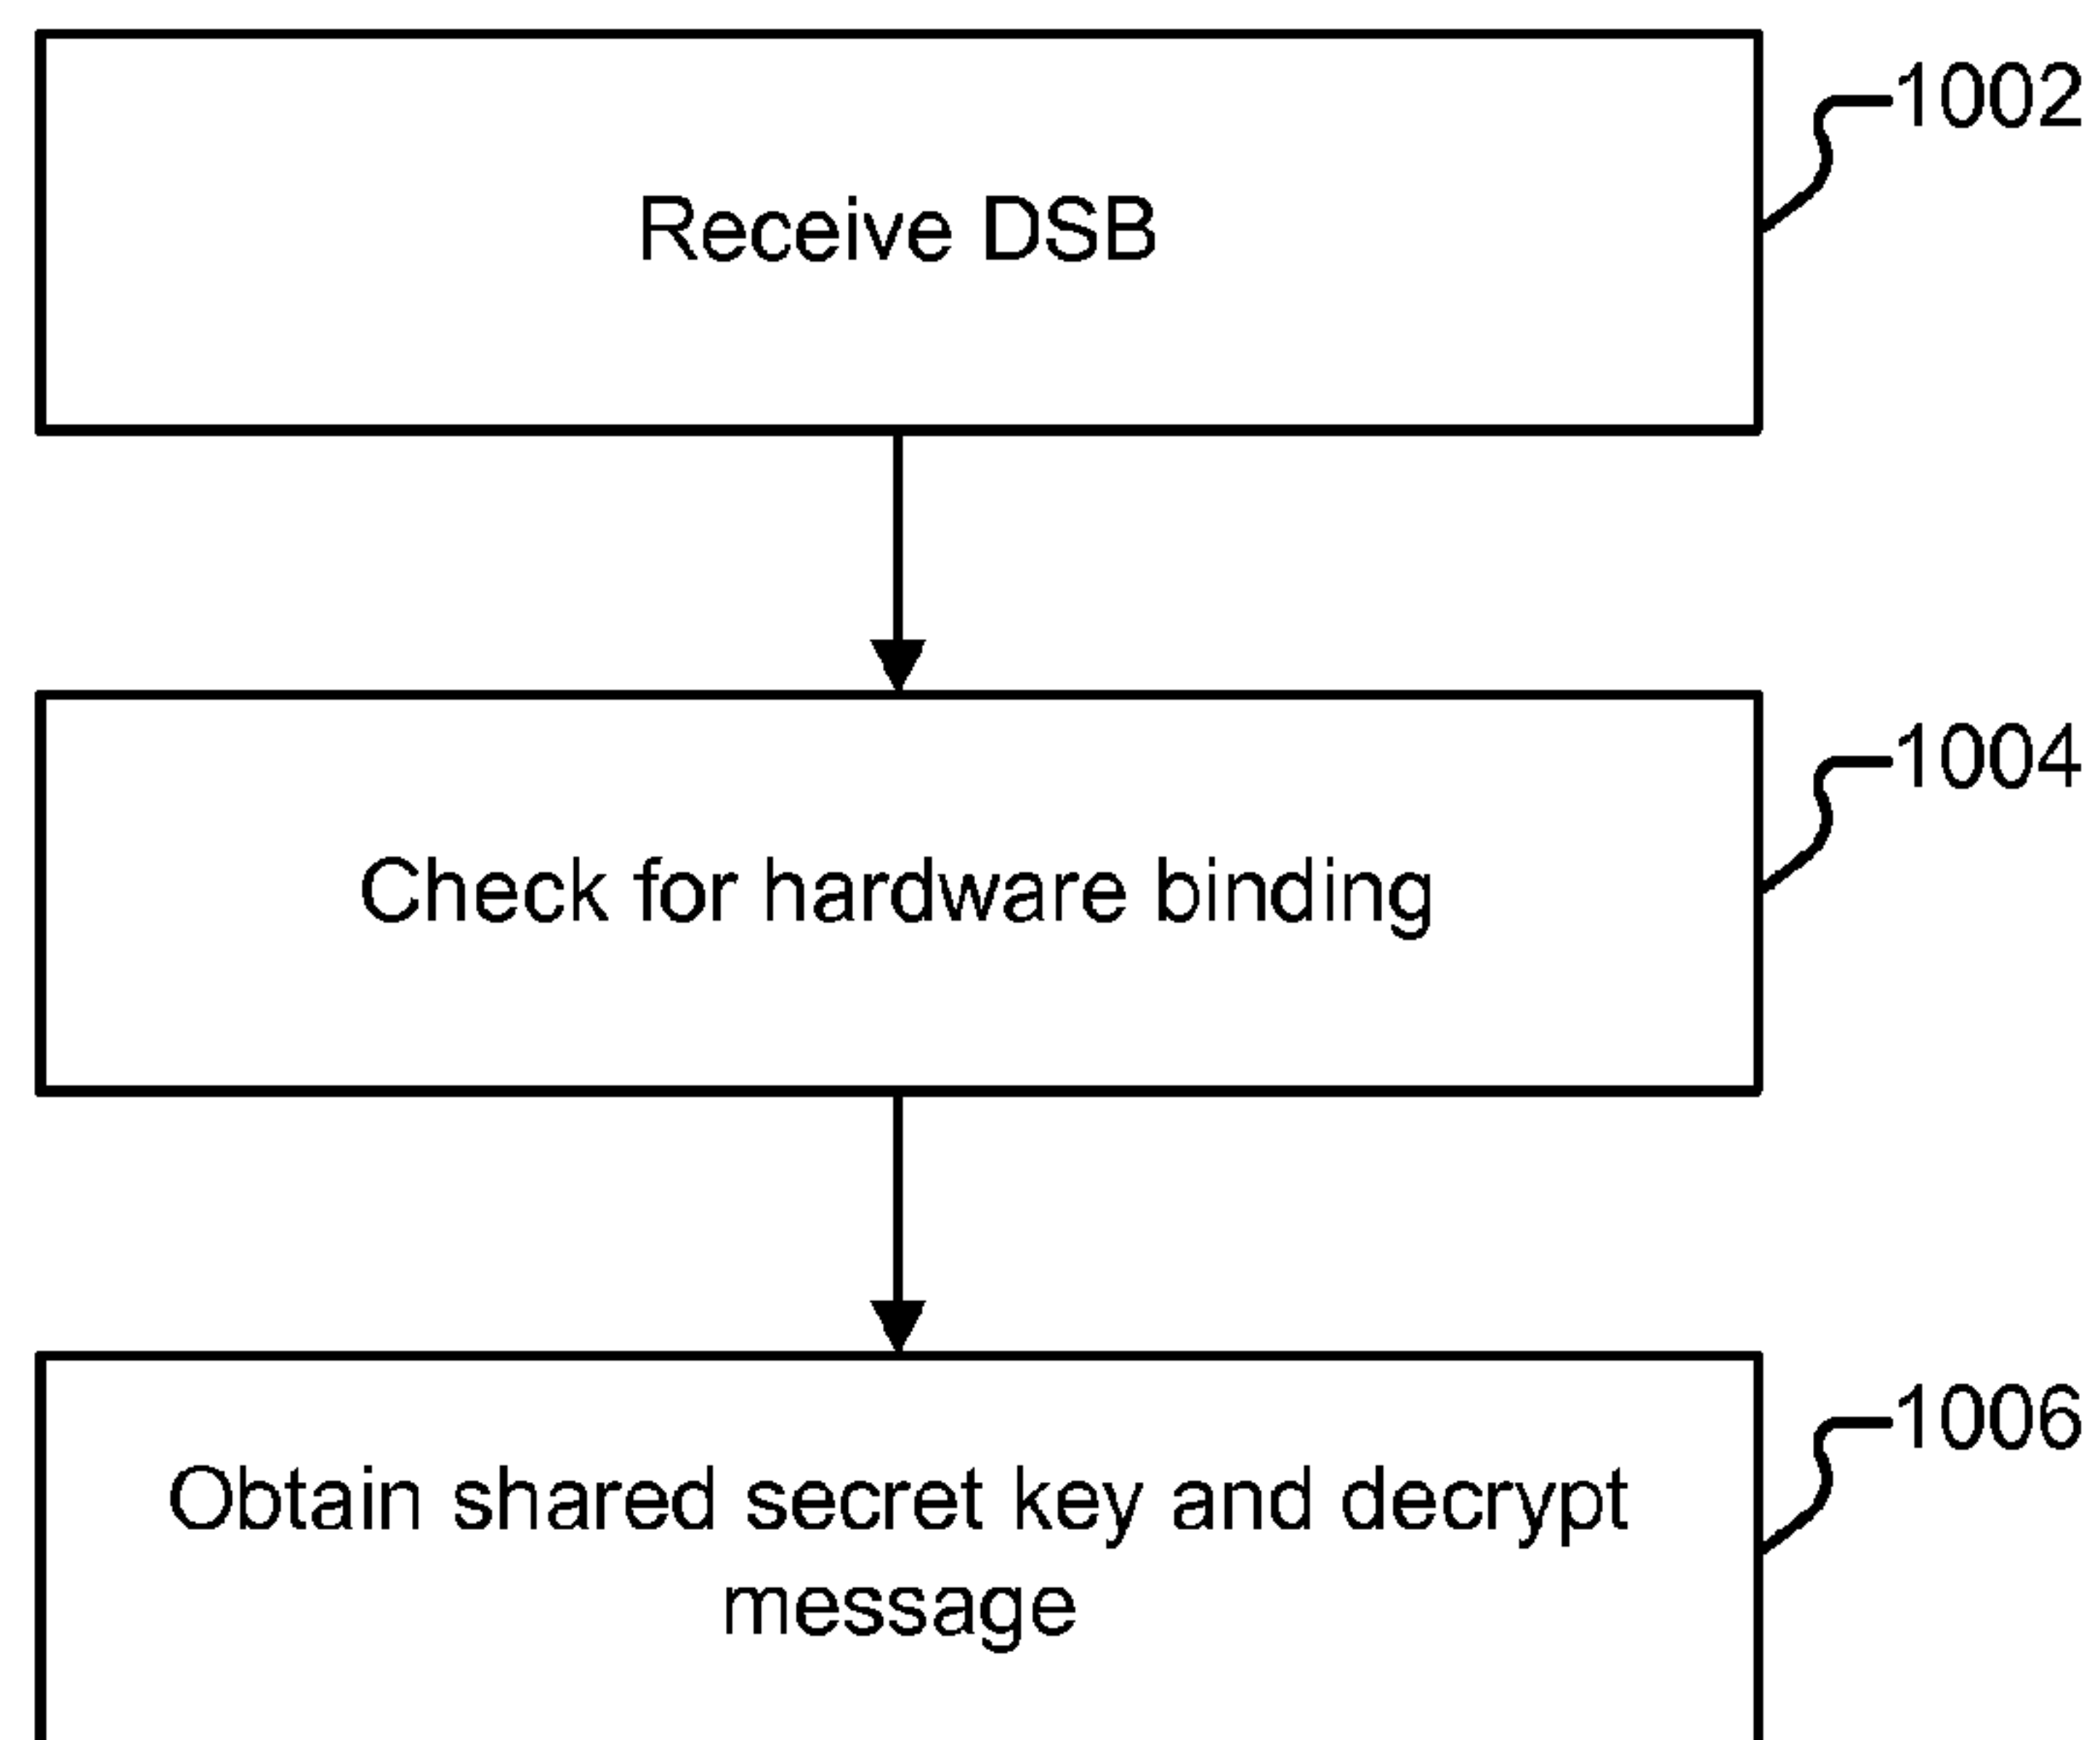 1002
Receive DSB
1004
Check for hardware binding
1006
Obtain shared secret key and decrypt
message